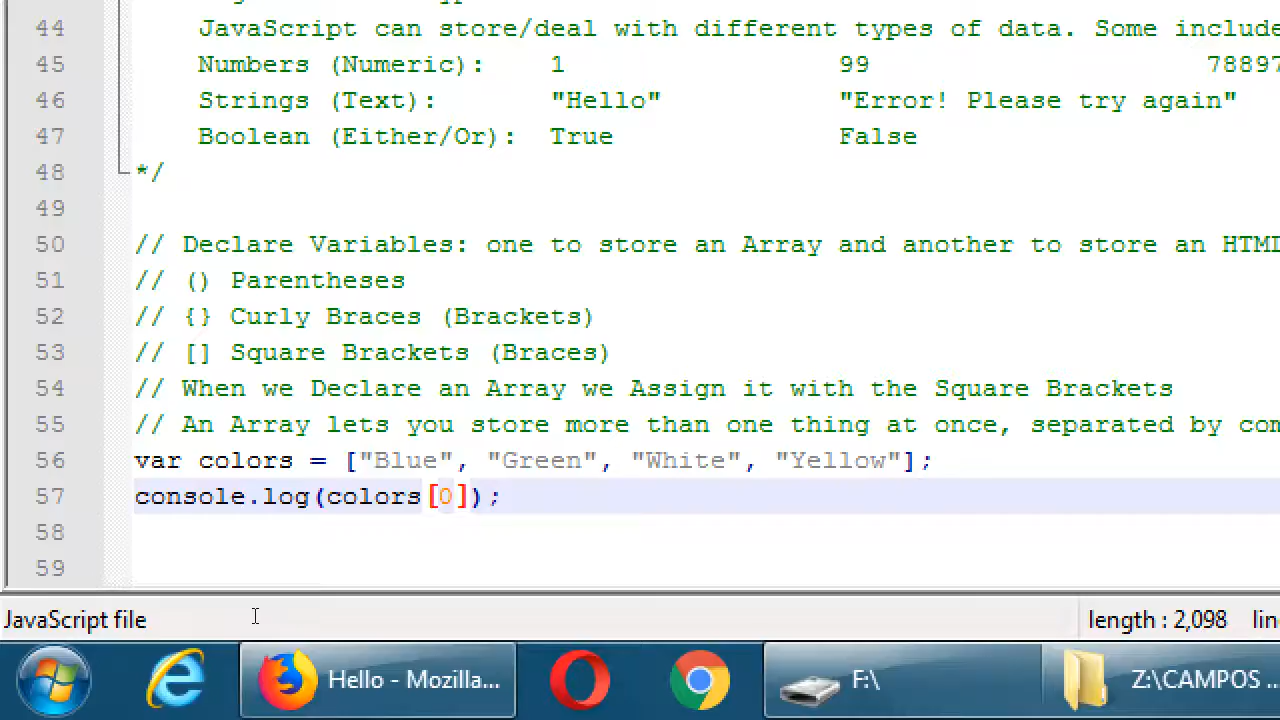 44 JavaScript can store/deal with different types of data. Some include
45 Numbers (Numeric): 1 99 78897
46 Strings (Text): "Hello" "Error! Please try again"
47 Boolean (Either/Or): True False
48 */
49
50 // Declare Variables: one to store an Array and another to store an HTML
51 // () Parentheses
52 // {} Curly Braces (Brackets)
53 // [] Square Brackets (Braces)
54 // When we Declare an Array we Assign it with the Square Brackets
55 // An Array lets you store more than one thing at once, separated by com
56 var colors = ["Blue", "Green", "White", "Yellow"];
57 console.log(colors[0]);
58
59
JavaScript file length : 2,098 lin
Hello - Mozilla... F:\ Z:\CAMPOS ...